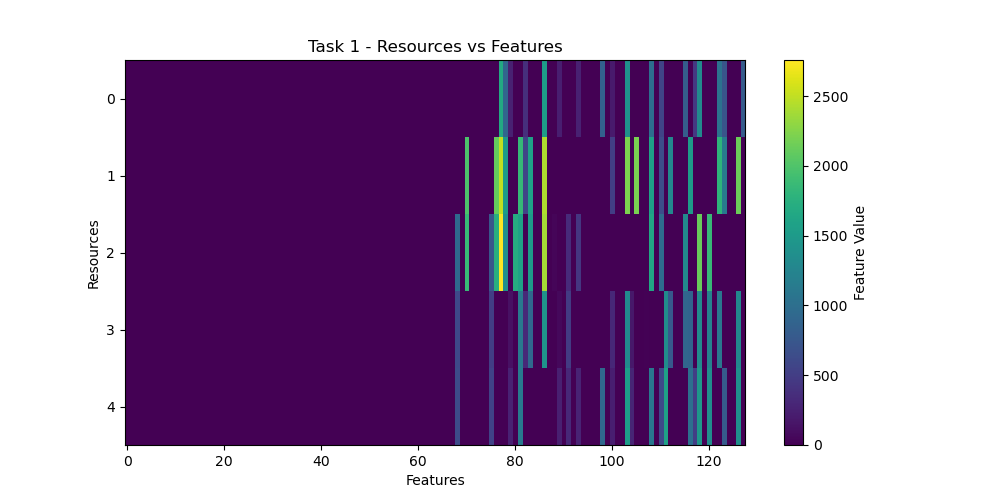 Task 1 - Resources vs Features
Resources
0
1
2
3
4
0 20 40 60 80 100 120
Features
2500
2000
1500
1000
500
0
Feature Value